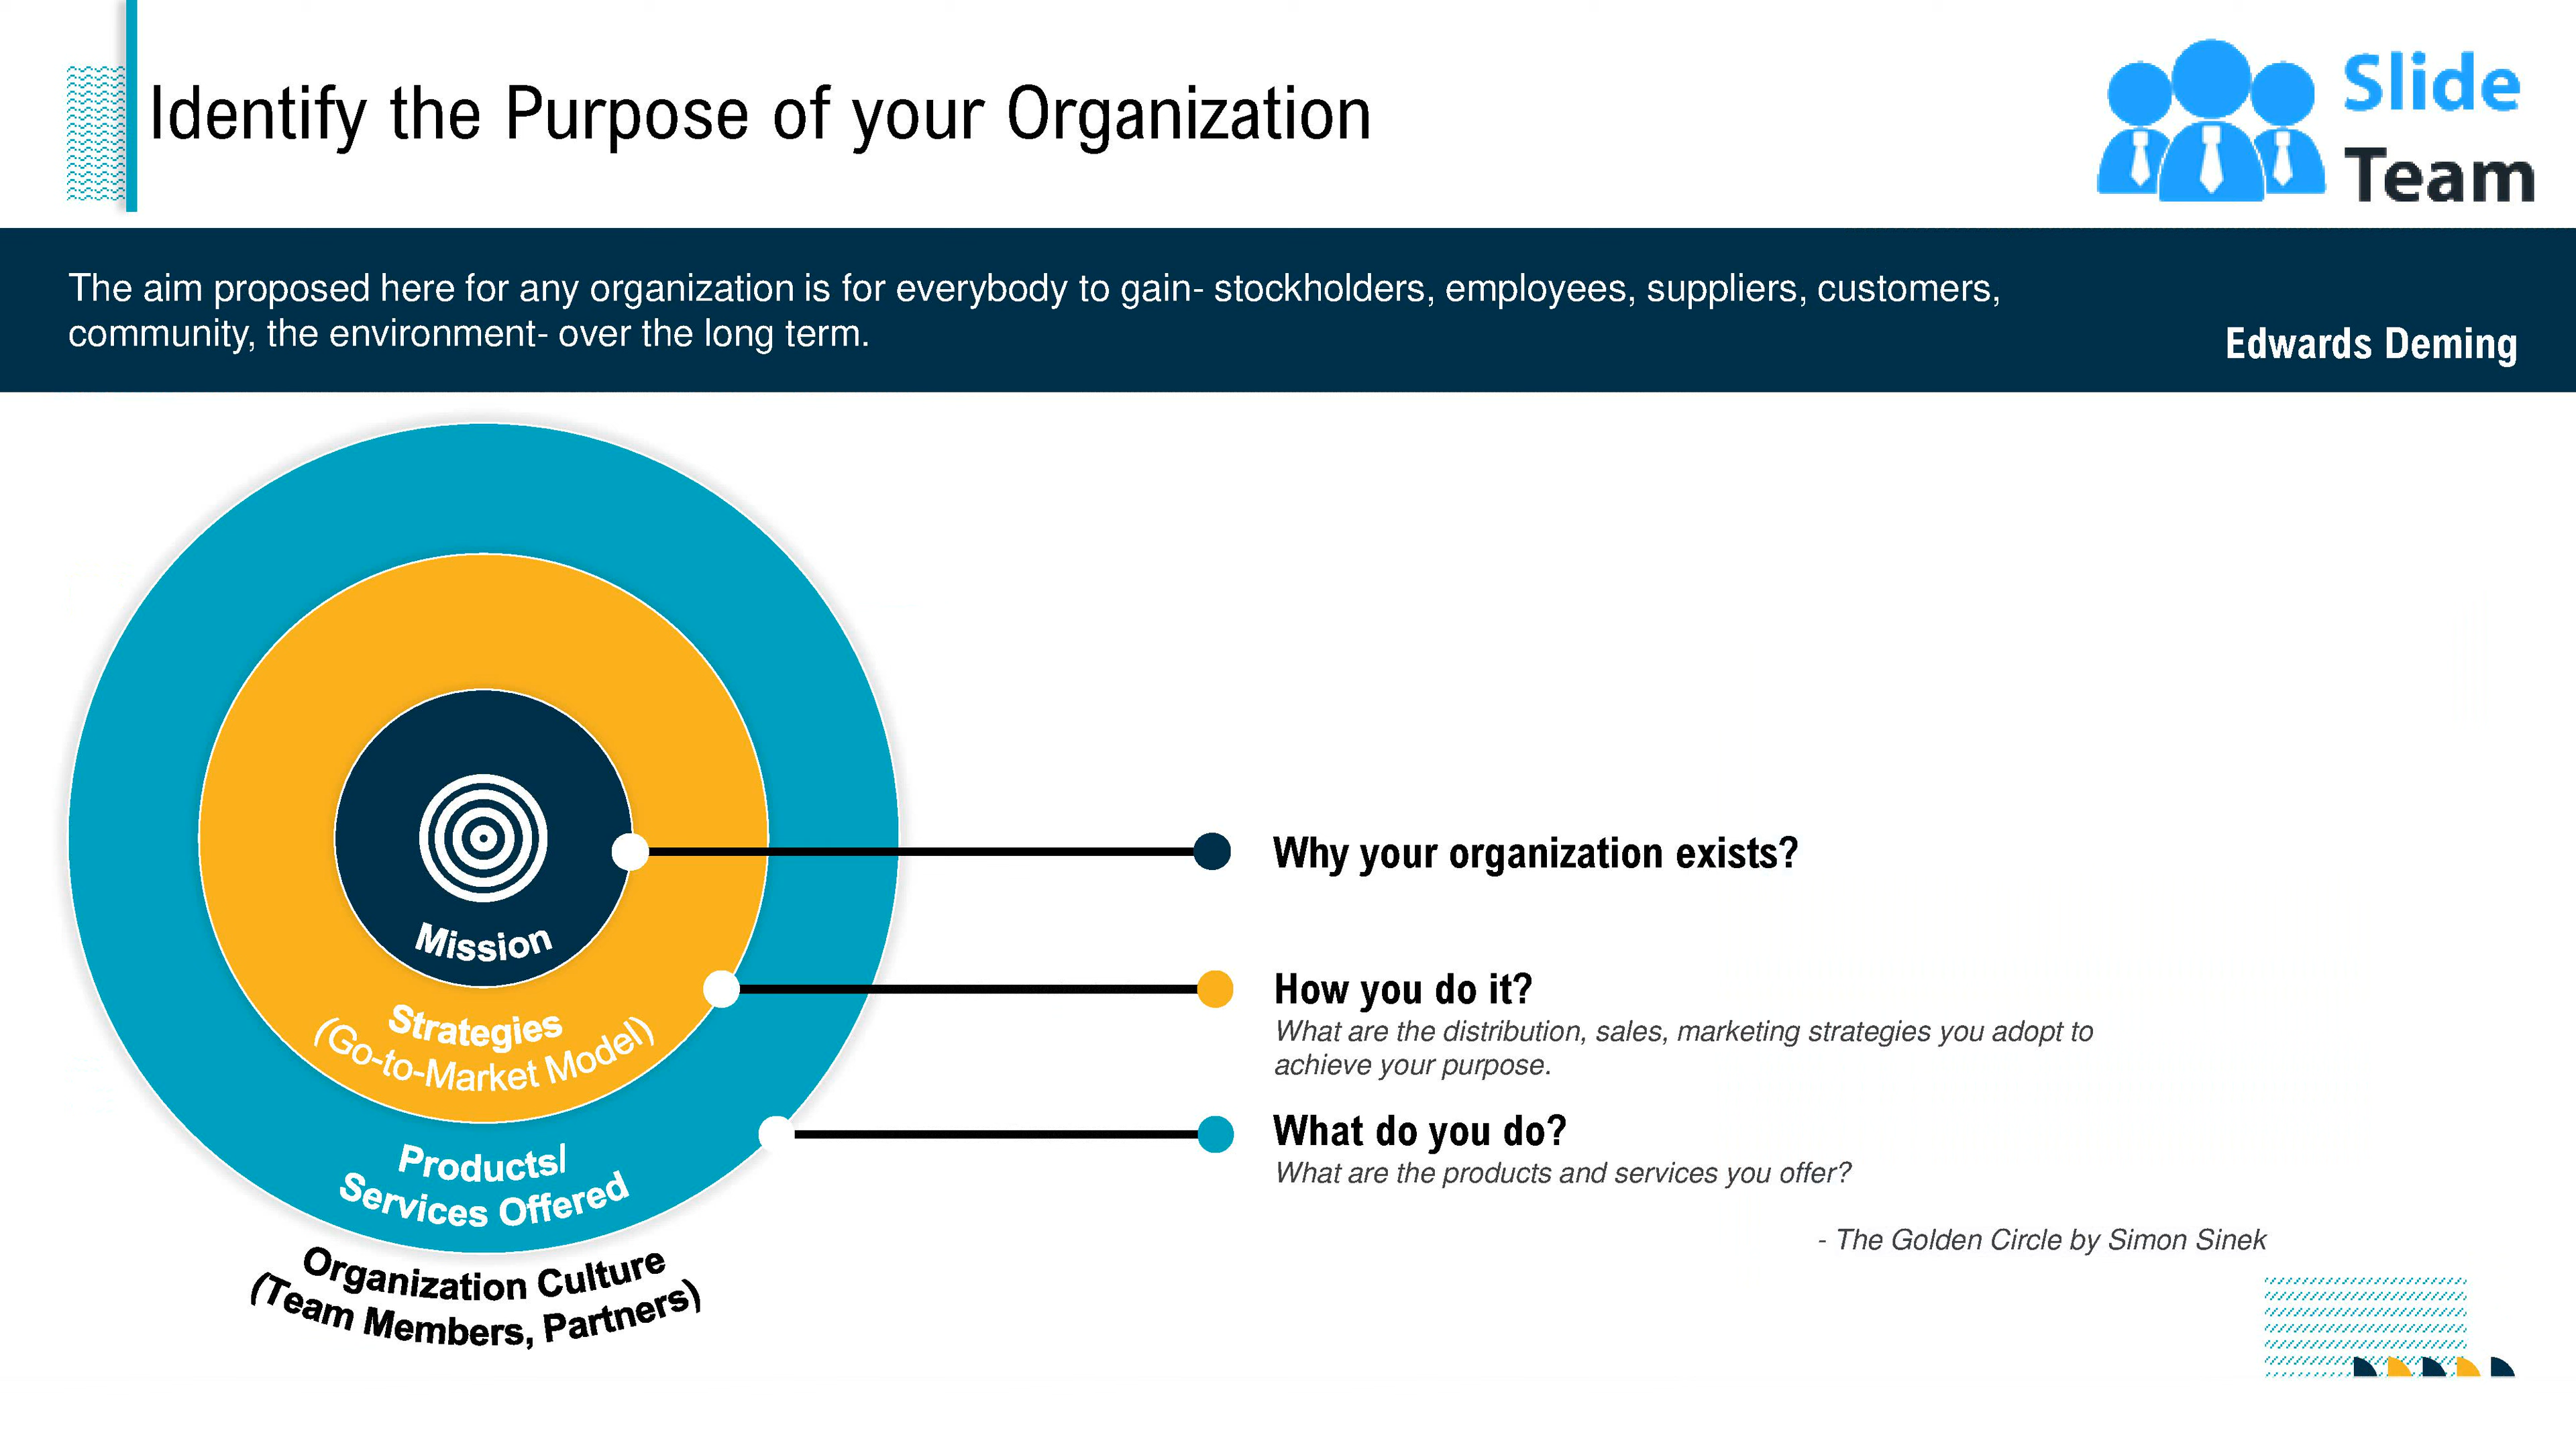 Identify the Purpose of your Organization
Slide
Team
The aim proposed here for any organization is for everybody to gain- stockholders, employees, suppliers, customers,
community, the environment- over the long term.
Edwards Deming
Mission
Strategies
(Go-to-Market Model)
Products/
Services Offered
Organization Culture
(Team Members, Partners)
Why your organization exists?
How you do it?
What are the distribution, sales, marketing strategies you adopt to
achieve your purpose.
What do you do?
What are the products and services you offer?
- The Golden Circle by Simon Sinek